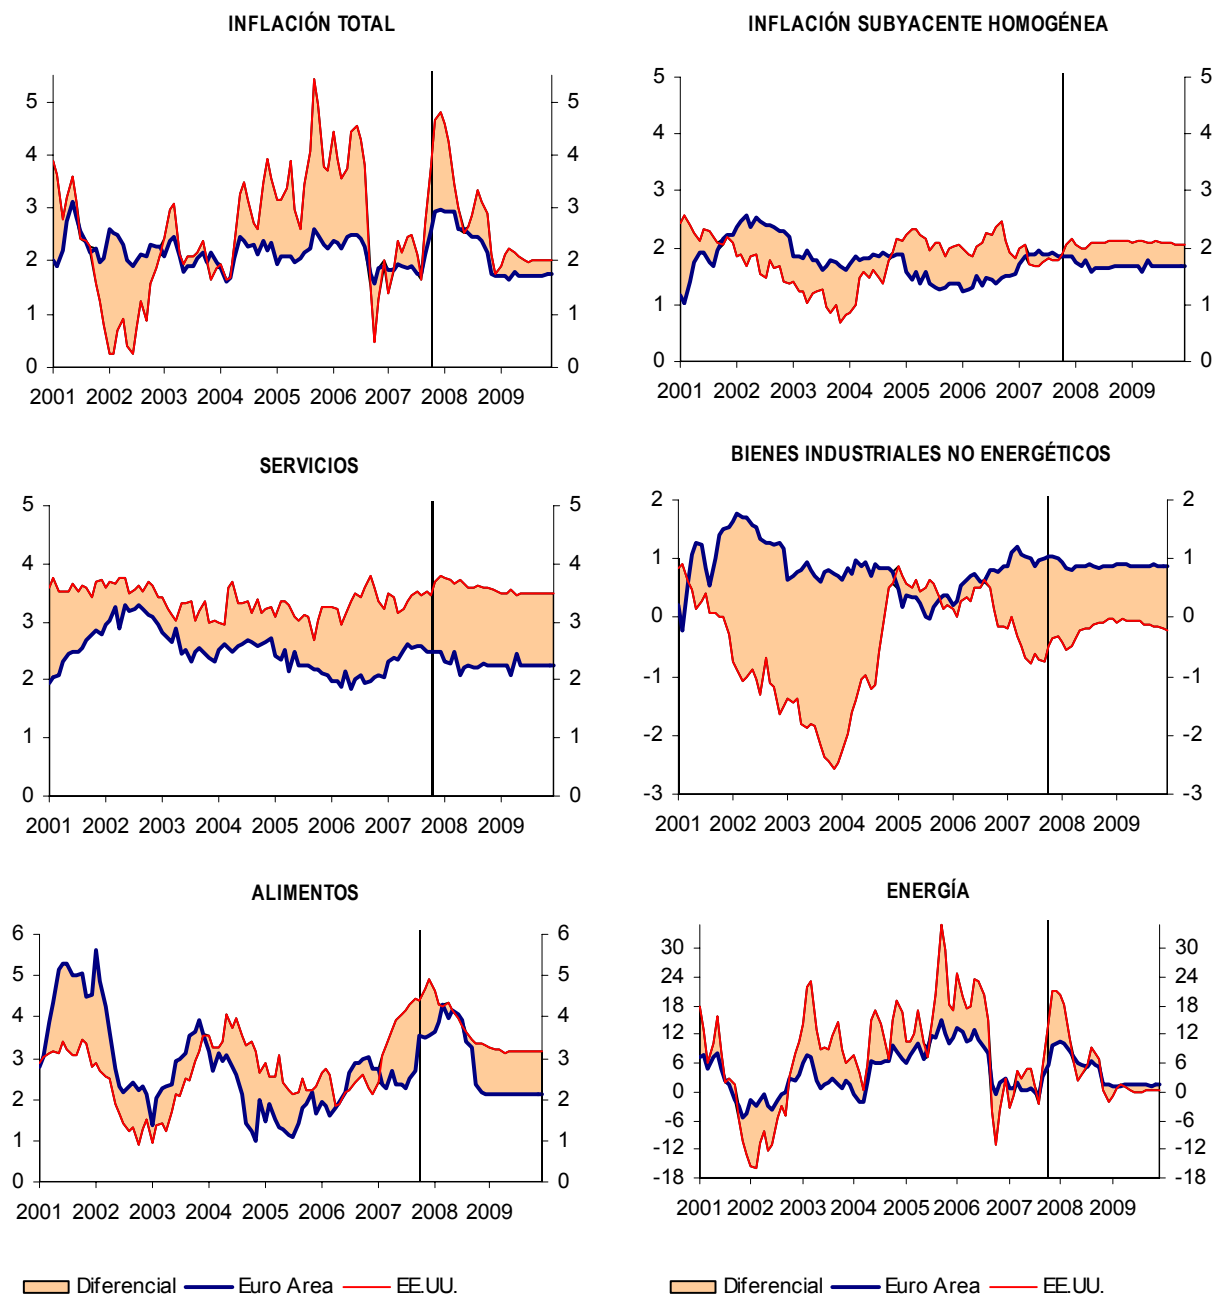 INFLACIÓN TOTAL
5 5
4 4
3 3
2 2
1 1
0 0
2001 2002 2003 2004 2005 2006 2007 2008 2009
INFLACIÓN SUBYACENTE HOMOGÉNEA
5 5
4 4
3 3
2 2
1 1
0 0
2001 2002 2003 2004 2005 2006 2007 2008 2009
SERVICIOS
5 5
4 4
3 3
2 2
1 1
0 0
2001 2002 2003 2004 2005 2006 2007 2008 2009
BIENES INDUSTRIALES NO ENERGÉTICOS
2 2
1 1
0 0
-1 -1
-2 -2
-3 -3
2001 2002 2003 2004 2005 2006 2007 2008 2009
ALIMENTOS
6 6
5 5
4 4
3 3
2 2
1 1
0 0
2001 2002 2003 2004 2005 2006 2007 2008 2009
ENERGÍA
30 30
24 24
18 18
12 12
6 6
0 0
-6 -6
-12 -12
-18 -18
2001 2002 2003 2004 2005 2006 2007 2008 2009
Diferencial Euro Area EE.UU.
Diferencial Euro Area EE.UU.